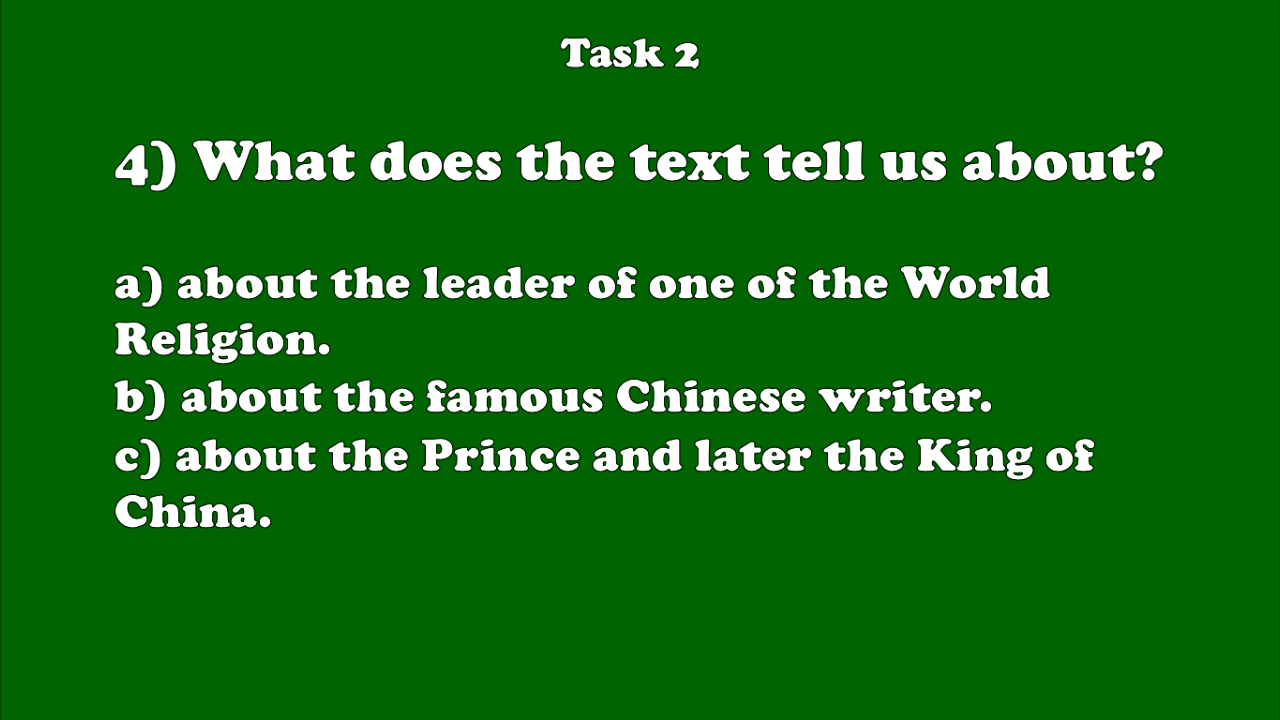 Task 2
4) What does the text tell us about?
a) about the leader of one of the World
Religion.
b) about the famous Chinese writer.
c) about the Prince and later the King of
China.